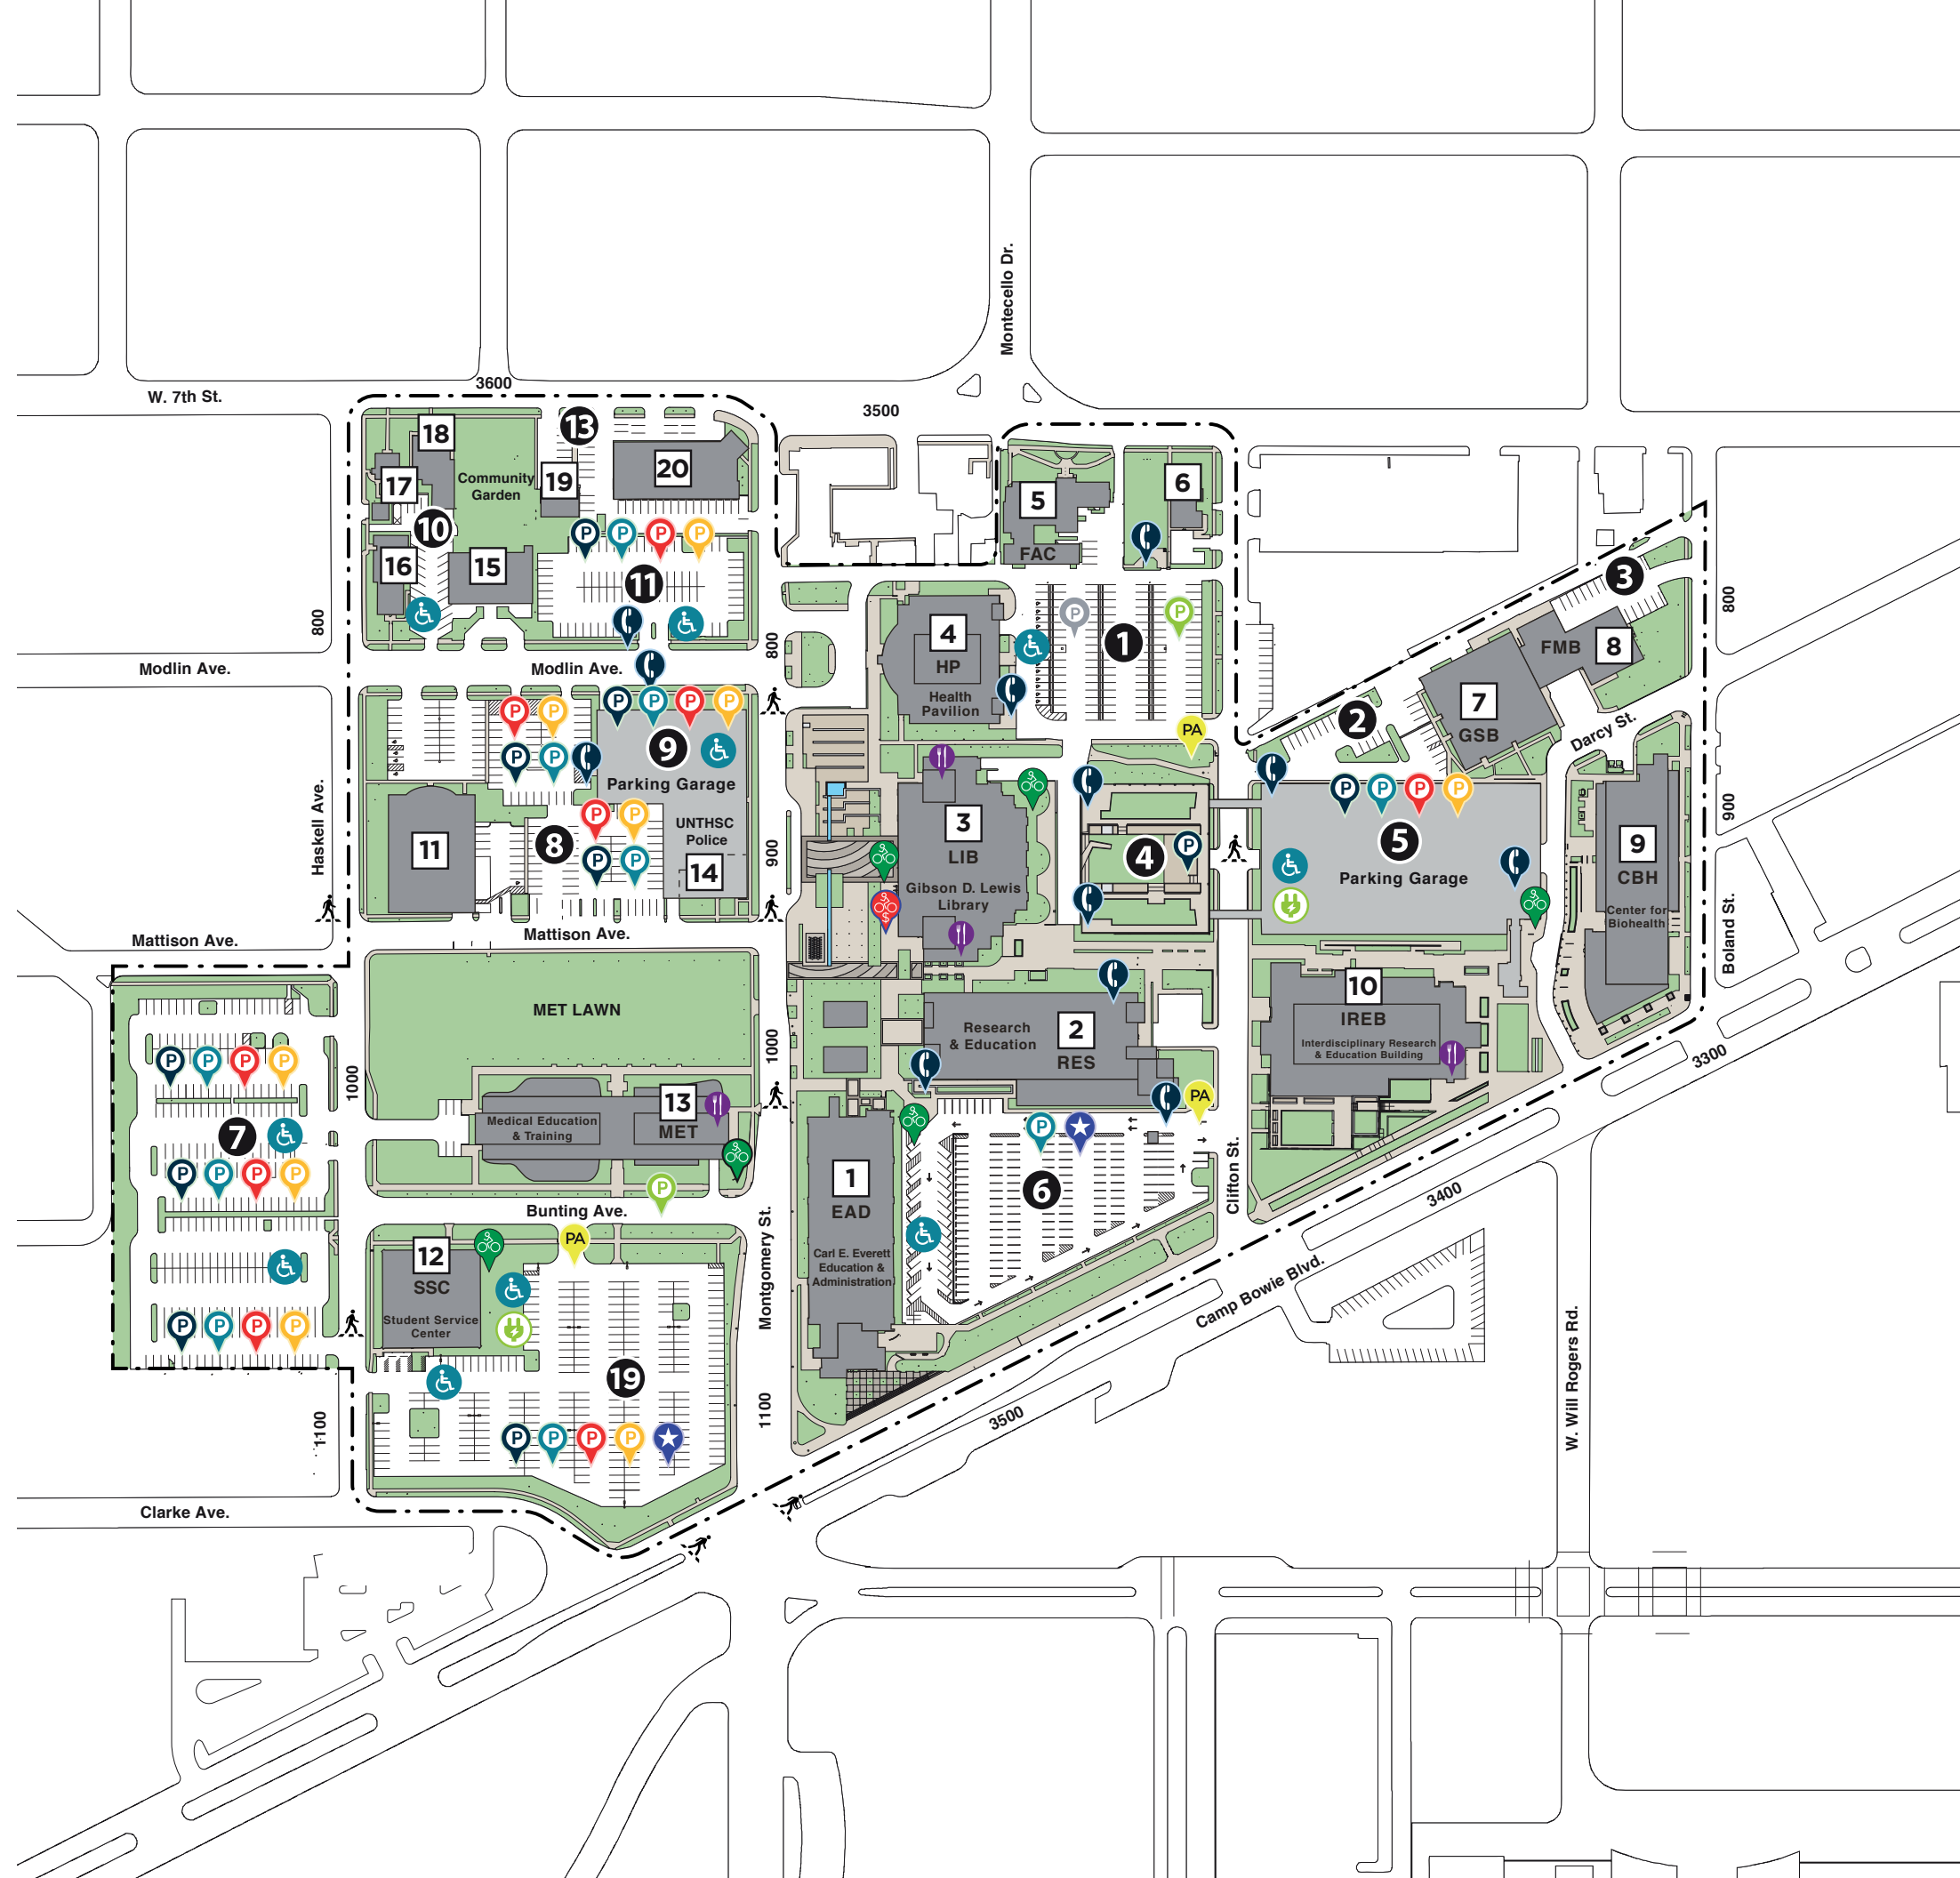 Montecello Dr.
W. 7th St.
3600
3500
13
18
Community
Garden
17
19
20
10
16
15
P P P P
11
5
FAC
6
3
800
800
800
4
HP
Health
Pavilion
P
P
1
FMB
8
7
GSB
Darcy St.
2
Modlin Ave.
Modlin Ave.
P P
P P P P
9
P P
Parking Garage
PA
P P P P
Haskell Ave.
11
8
P P
P P
UNTHSC
Police
14
900
3
LIB
Gibson D. Lewis
Library
$
4
P
5
Parking Garage
9
CBH
Center for
Biohealth
900
Boland St.
Mattison Ave.
Mattison Ave.
MET LAWN
1000
1000
Research
& Education
2
RES
10
IREB
Interdisciplinary Research
& Education Building
3300
P P P P
7
P P P P
P P P P
Medical Education
& Training
13
MET
P
Bunting Ave.
PA
P
PA
1
EAD
Carl E. Everett
Education &
Administration
6
Clifton St.
3400
Montgomery St.
12
SSC
Student Service
Center
19
P P P P
1100
1100
Camp Bowie Blvd.
3500
W. Will Rogers Rd.
Clarke Ave.